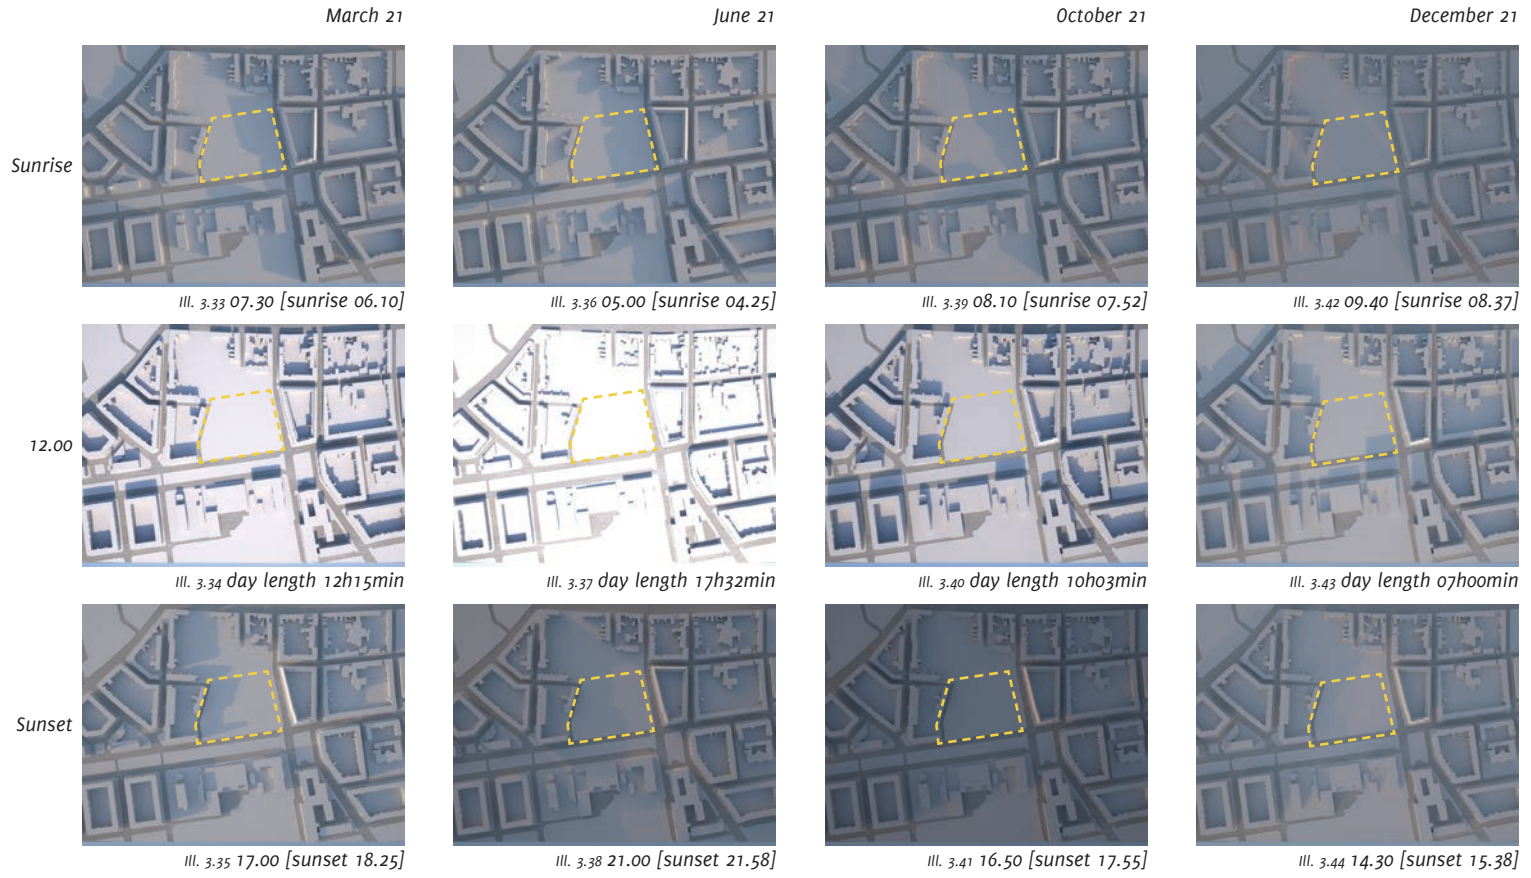 March 21 June 21 October 21 December 21
Sunrise
Ill. 3.33 07.30 [sunrise 06.10] Ill. 3.36 05.00 [sunrise 04.25] Ill. 3.39 08.10 [sunrise 07.52] Ill. 3.42 09.40 [sunrise 08.37]
12.00
Ill. 3.34 day length 12h15min Ill. 3.37 day length 17h32min Ill. 3.40 day length 10h03min Ill. 3.43 day length 07h00min
Sunset
Ill. 3.35 17.00 [sunset 18.25] Ill. 3.38 21.00 [sunset 21.58] Ill. 3.41 16.50 [sunset 17.55] Ill. 3.44 14.30 [sunset 15.38]